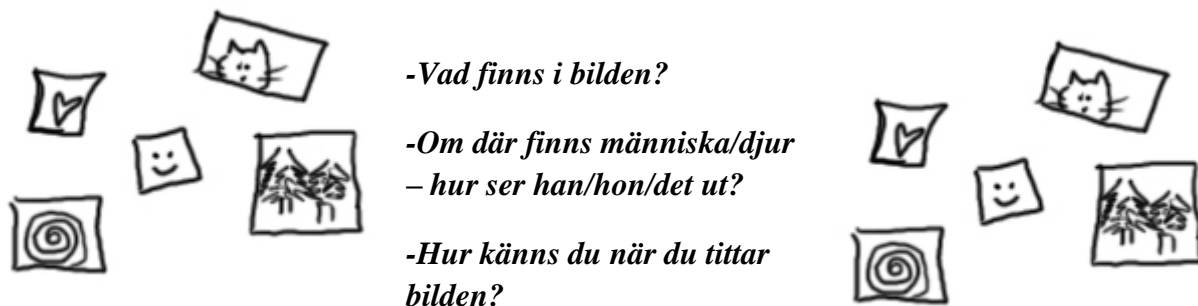 -Vad finns i bilden?
-Om där finns människa/djur
– hur ser han/hon/det ut?
-Hur känns du när du tittar
bilden?